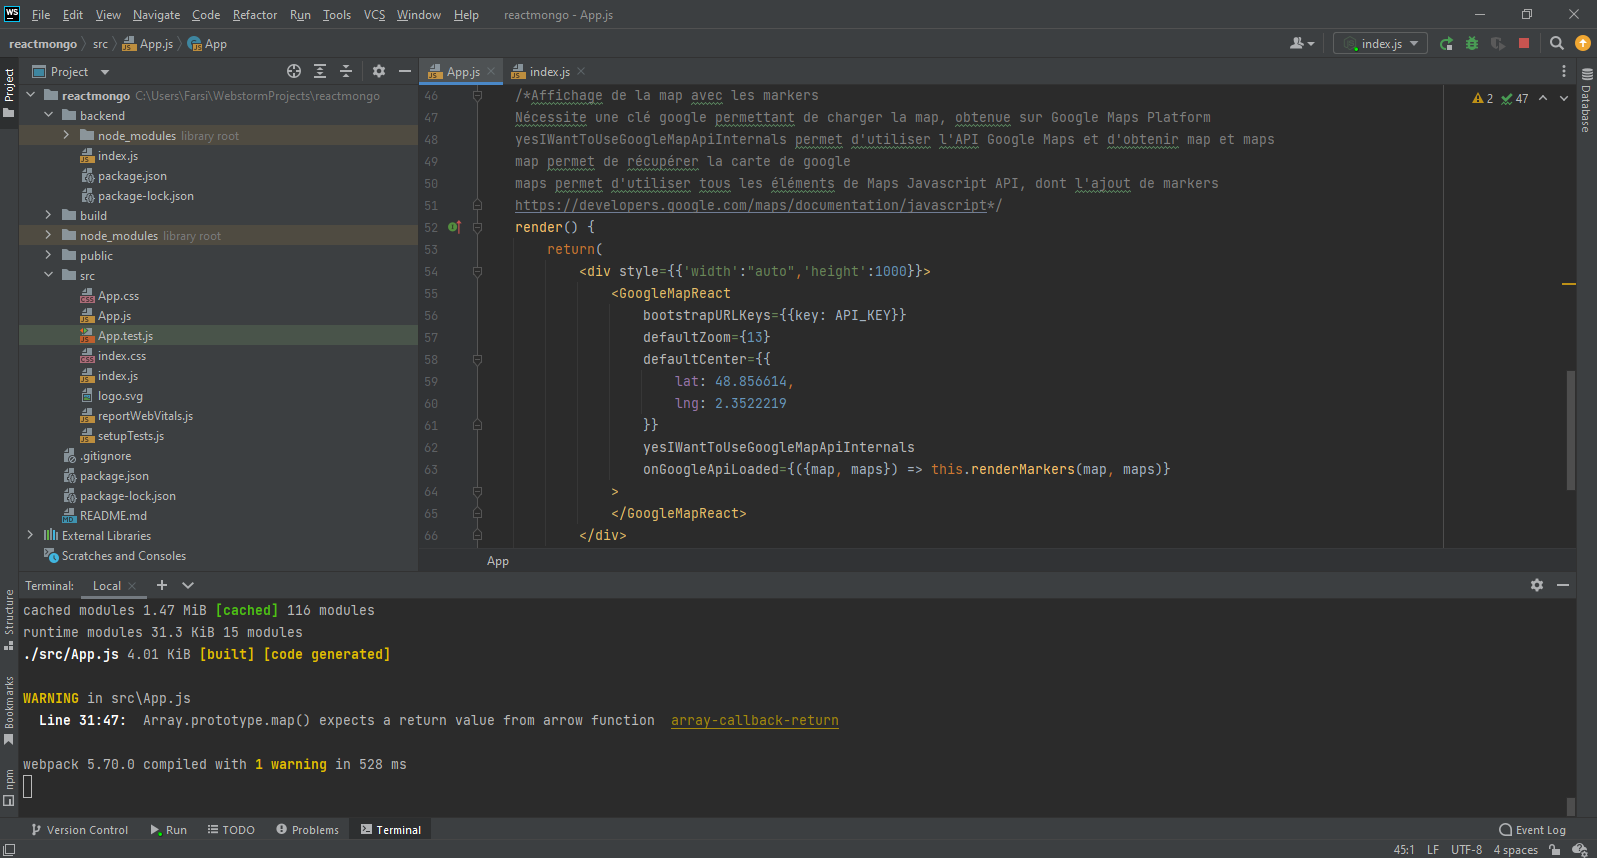 WS File Edit View Navigate Code Refactor Run Tools VCS Window Help reactmongo - App.js
reactmongo src App.js App index.js
Project
Project
App.js index.js
reactmongo C:\Users\Farsi\WebstormProjects\reactmongo
backend
node_modules library root
index.js
package.json
package-lock.json
build
node_modules library root
public
src
App.css
App.js
App.test.js
index.css
index.js
logo.svg
reportWebVitals.js
setupTests.js
.gitignore
package.json
package-lock.json
README.md
External Libraries
Scratches and Consoles
2 47
Database
46 /*Affichage de la map avec les markers
47 Nécessite une clé google permettant de charger la map, obtenue sur Google Maps Platform
48 yesIWantToUseGoogleMapApiInternals permet d'utiliser l'API Google Maps et d'obtenir map et maps
49 map permet de récupérer la carte de google
50 maps permet d'utiliser tous les éléments de Maps Javascript API, dont l'ajout de markers
51 https://developers.google.com/maps/documentation/javascript*/
52 render() {
53 return(
54 <div style={{'width':"auto",'height':1000}}>
55 <GoogleMapReact
56 bootstrapURLKeys={{key: API_KEY}}
57 defaultZoom={13}
58 defaultCenter={{
59 lat: 48.856614,
60 lng: 2.3522219
61 }}
62 yesIWantToUseGoogleMapApiInternals
63 onGoogleApiLoaded={({map, maps}) => this.renderMarkers(map, maps)}
64 >
65 </GoogleMapReact>
66 </div>
App
Structure
Bookmarks
npm
Terminal: Local
cached modules 1.47 MiB [cached] 116 modules
runtime modules 31.3 KiB 15 modules
./src/App.js 4.01 KiB [built] [code generated]
WARNING in src\App.js
Line 31:47: Array.prototype.map() expects a return value from arrow function array-callback-return
webpack 5.70.0 compiled with 1 warning in 528 ms
Version Control Run TODO Problems Terminal Event Log
45:1 LF UTF-8 4 spaces